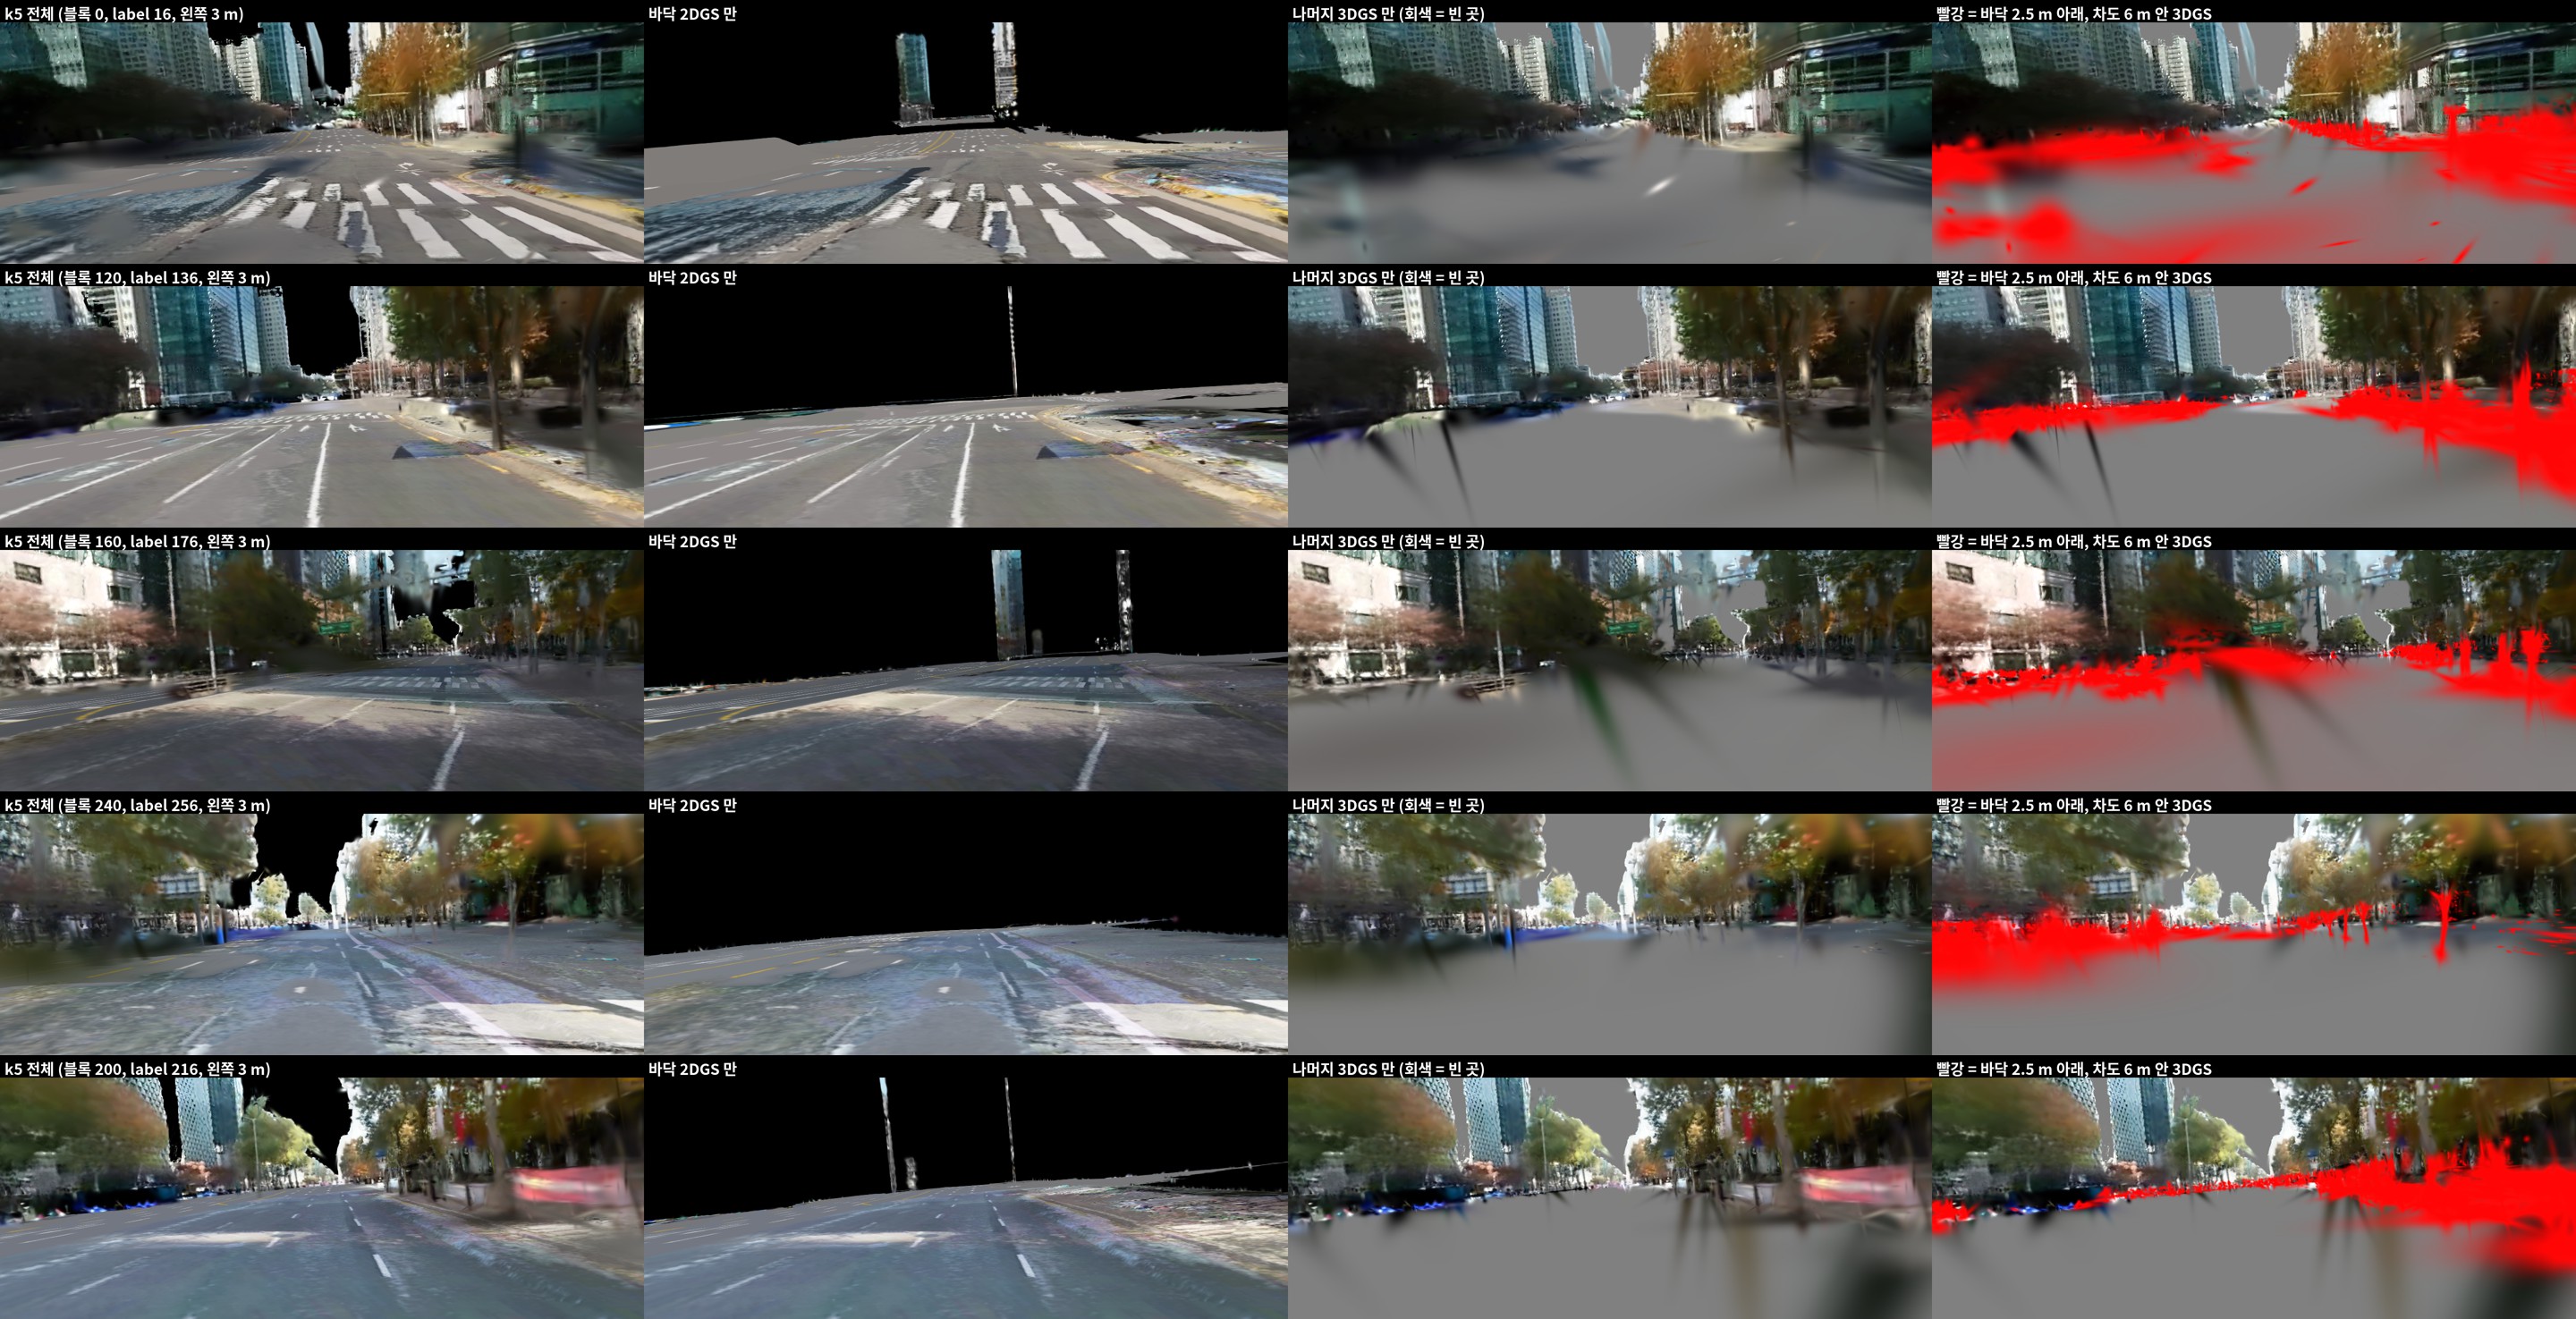 k5 전체 (블록 0, label 16, 왼쪽 3 m)
바닥 2DGS 만
나머지 3DGS 만 (회색 = 빈 곳)
빨강 = 바닥 2.5 m 아래, 차도 6 m 안 3DGS
k5 전체 (블록 120, label 136, 왼쪽 3 m)
바닥 2DGS 만
나머지 3DGS 만 (회색 = 빈 곳)
빨강 = 바닥 2.5 m 아래, 차도 6 m 안 3DGS
k5 전체 (블록 160, label 176, 왼쪽 3 m)
바닥 2DGS 만
나머지 3DGS 만 (회색 = 빈 곳)
빨강 = 바닥 2.5 m 아래, 차도 6 m 안 3DGS
k5 전체 (블록 240, label 256, 왼쪽 3 m)
바닥 2DGS 만
나머지 3DGS 만 (회색 = 빈 곳)
빨강 = 바닥 2.5 m 아래, 차도 6 m 안 3DGS
k5 전체 (블록 200, label 216, 왼쪽 3 m)
바닥 2DGS 만
나머지 3DGS 만 (회색 = 빈 곳)
빨강 = 바닥 2.5 m 아래, 차도 6 m 안 3DGS